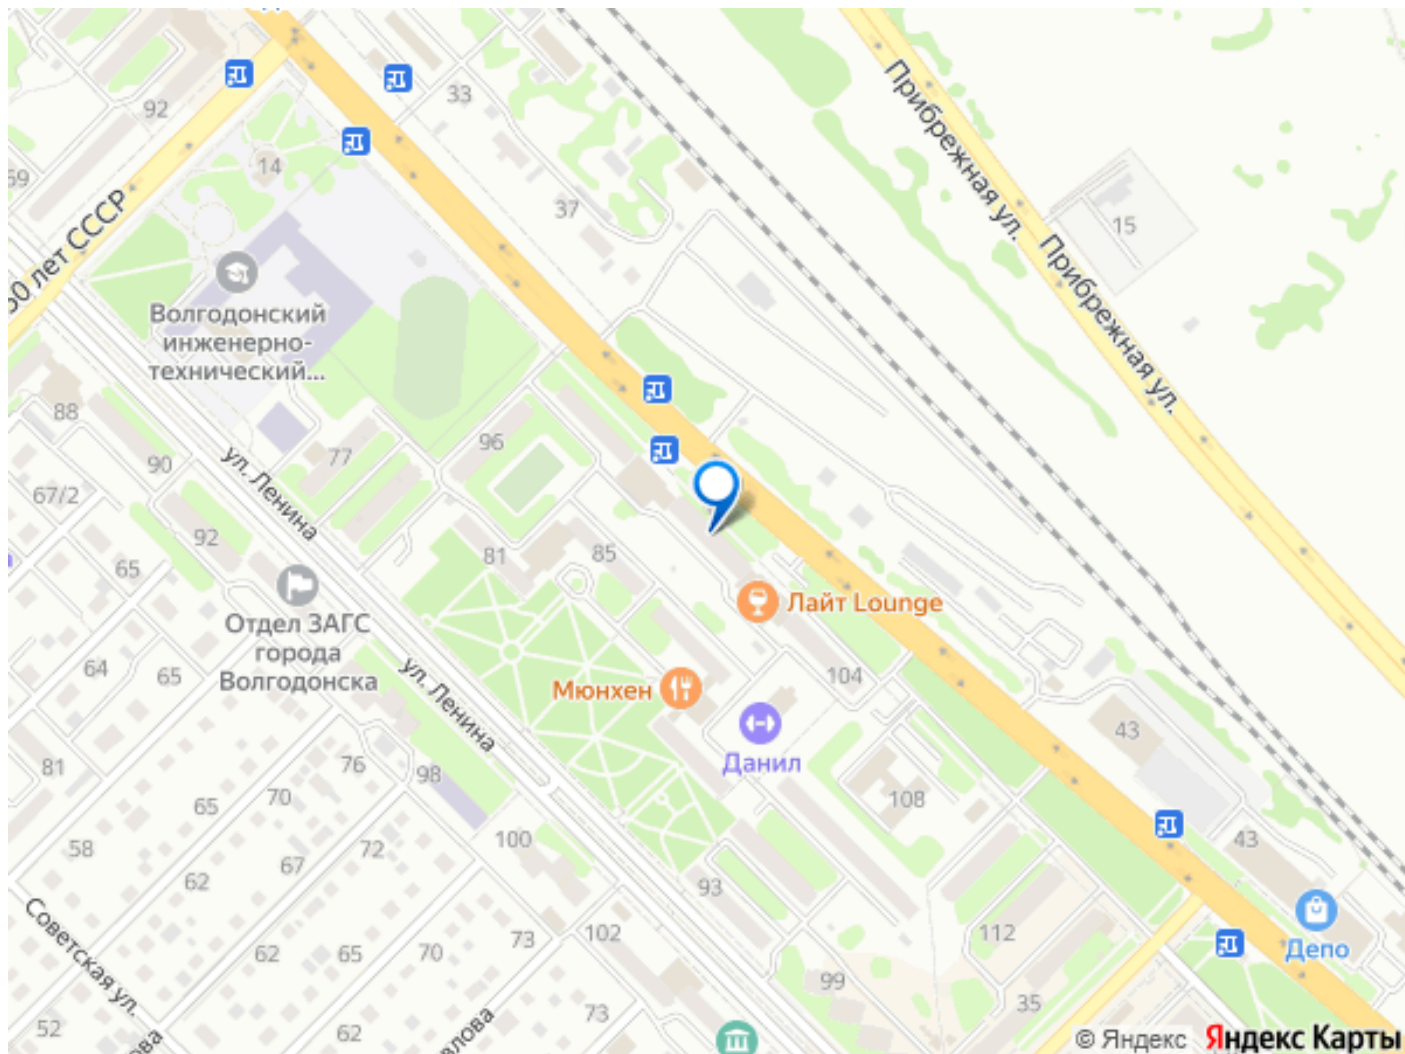 92
33
14
69
37
50 лет СССР
Прибрежная ул.
15
Прибрежная ул.
Волгодонский
инженерно-
технический...
88
96
77
90
ул. Ленина
67/2
92
81
85
65
Лайт Lounge
Отдел ЗАГС
города
Волгодонска
64
65
ул. Ленина
Мюнхен
104
43
Данил
81
76
98
108
65
70
43
58
72
100
67
62
93
Советская ул.
73
102
112
Депо
62
65
70
99
35
52
62
73
© Яндекс
Яндекс Карты